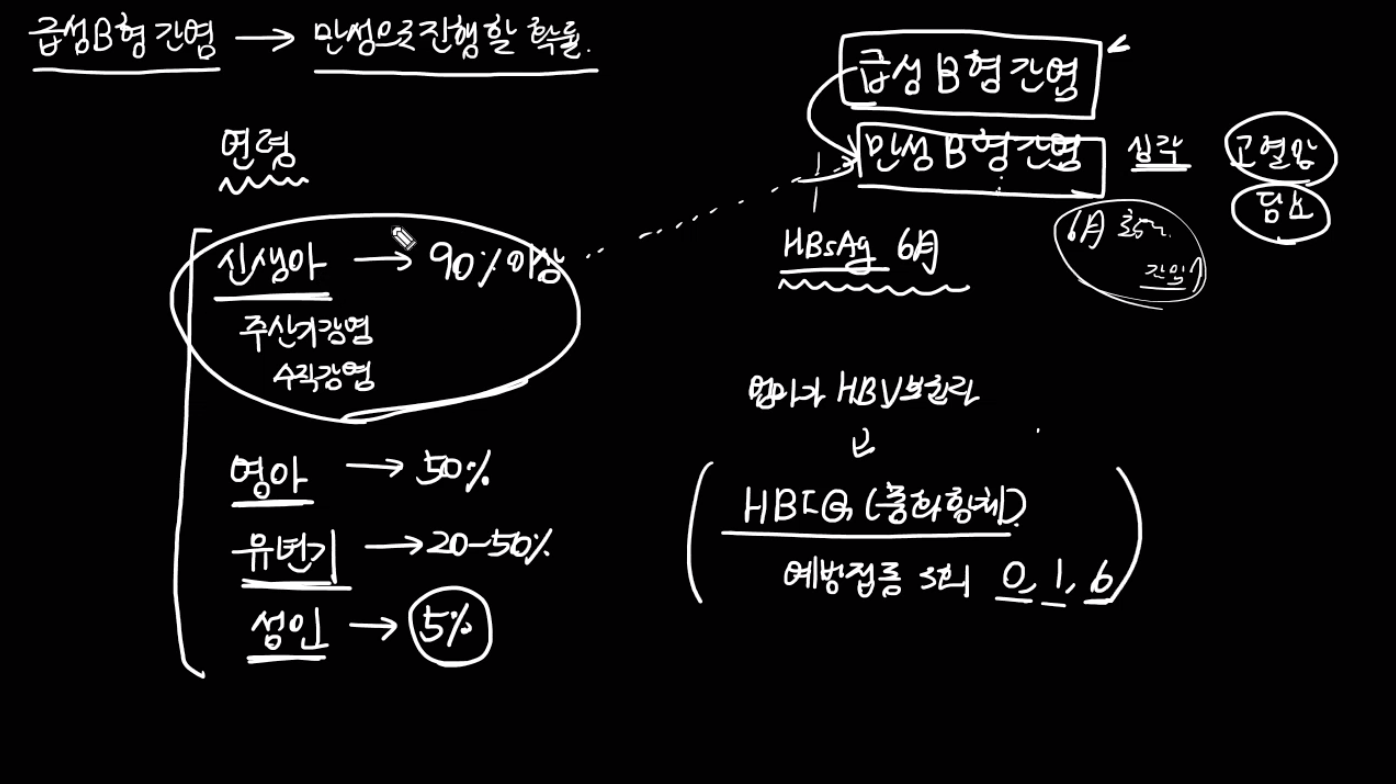 급성B형간염 → 만성으로진행할 확률.
연령
신생아 → 90%이상
주산기감염
수직감염
영아 → 50%
유년기 → 20-50%
성인 → 5%
급성B형간염
만성B형간염 심각 고혈압
당뇨
HBsAg 6月
6月
간암
엄마가 HBV보균자
HBIG (중화항체)
예방접종 3회 0, 1, 6